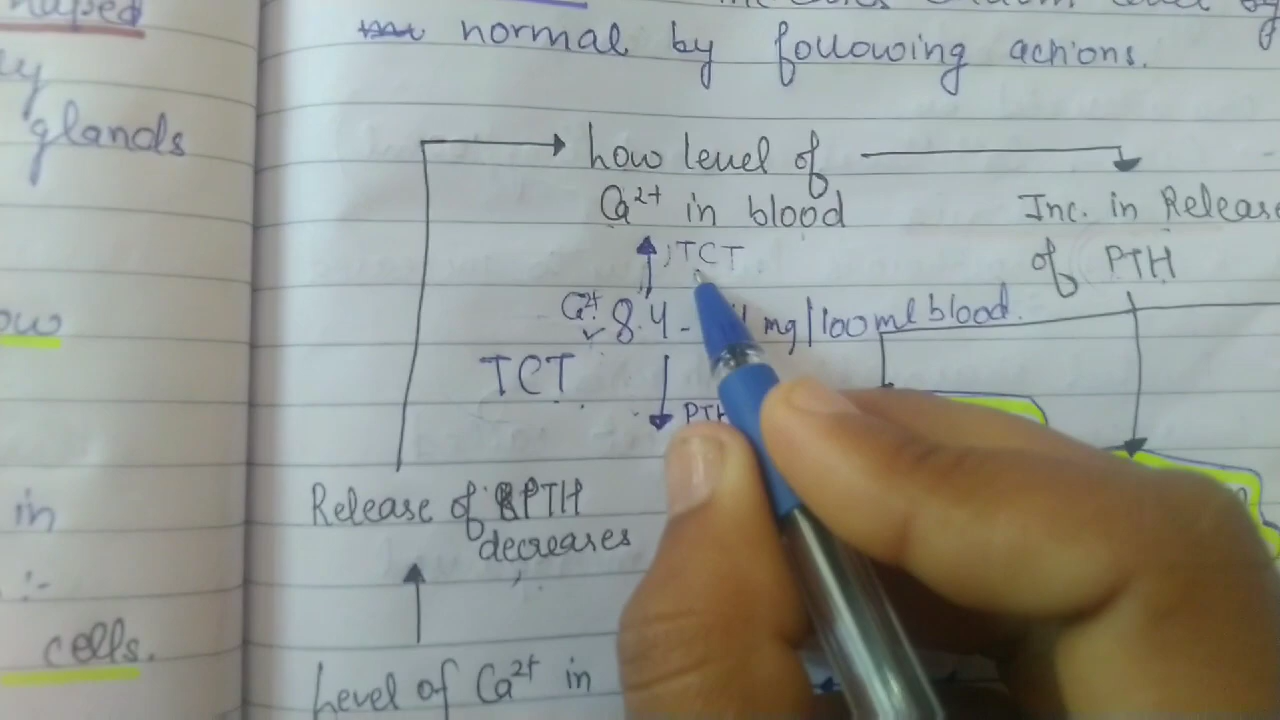 glands
in
cells.
normal by following actions.
Low level of
Ca²⁺ in blood
Inc. in Release
of PTH
TCT
Ca²⁺ 8.4 - mg/100ml blood.
TCT
PTH
Release of PTH
decreases
Level of Ca²⁺ in